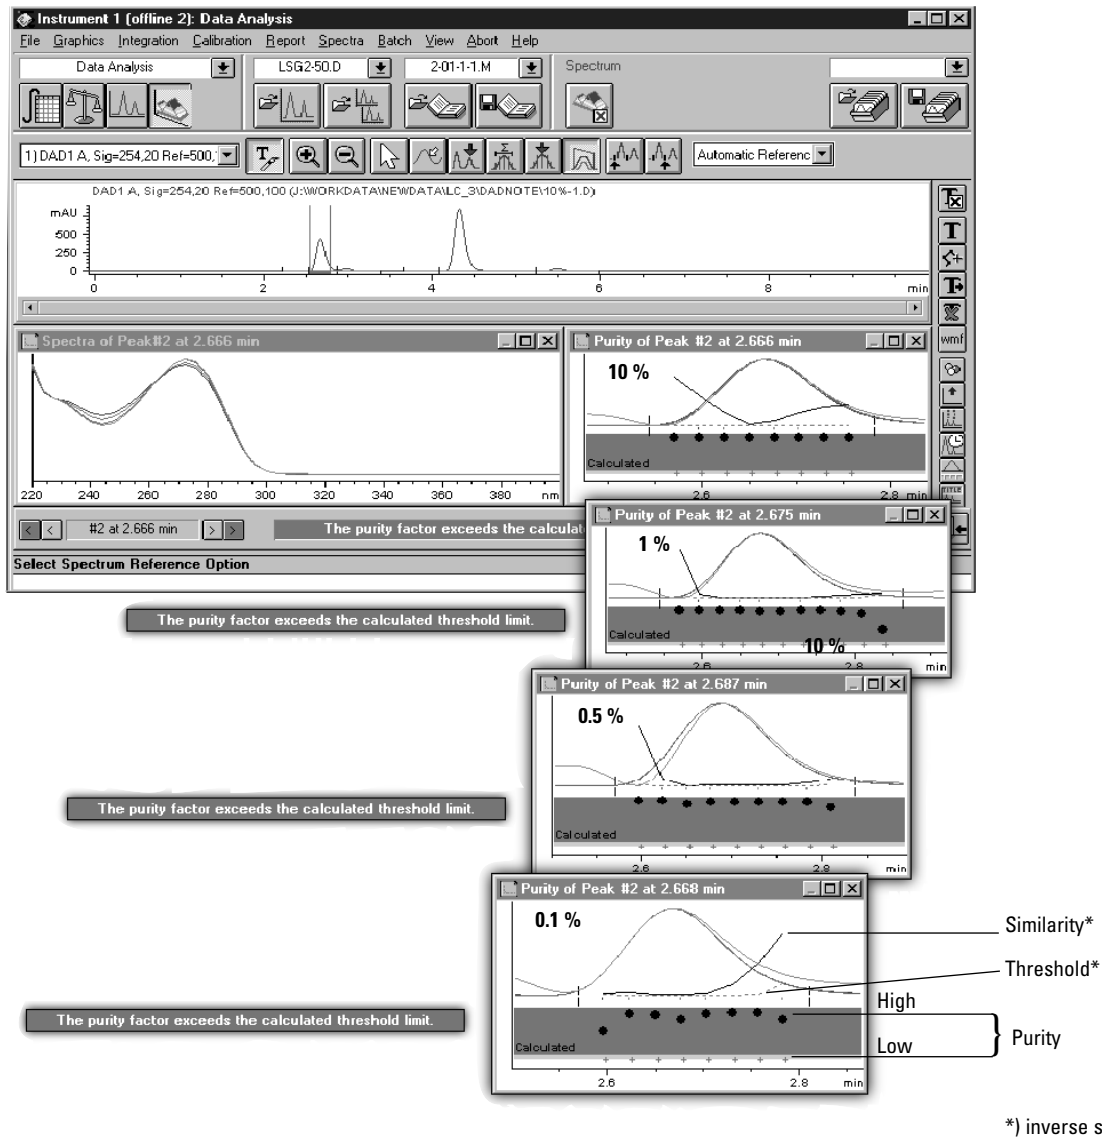 Instrument 1 (offline 2): Data Analysis
File Graphics Integration Calibration Report Spectra Batch View Abort Help
Data Analysis
LSG2-50.D
2-01-1-1.M
Spectrum
1) DAD1 A, Sig=254,20 Ref=500,
Automatic Referenc
DAD1 A, Sig=254,20 Ref=500,100 (J:\WORKDATA\NEWDATA\LC_3\DADNOTE\10%-1.D)
mAU
500
250
0
0 2 4 6 8 min
wmf
TITLE
Spectra of Peak#2 at 2.666 min
220 240 260 280 300 320 340 360 380 nm
Purity of Peak #2 at 2.666 min
10 %
Calculated
2.6 2.8 min
#2 at 2.666 min
The purity factor exceeds the calculat
Select Spectrum Reference Option
Purity of Peak #2 at 2.675 min
1 %
Calculated
10 %
2.6 2.8 min
The purity factor exceeds the calculated threshold limit.
Purity of Peak #2 at 2.687 min
0.5 %
Calculated
2.6 2.8 min
The purity factor exceeds the calculated threshold limit.
Purity of Peak #2 at 2.668 min
0.1 %
Calculated
2.6 2.8 min
The purity factor exceeds the calculated threshold limit.
Similarity*
Threshold*
High
Low
Purity
*) inverse s